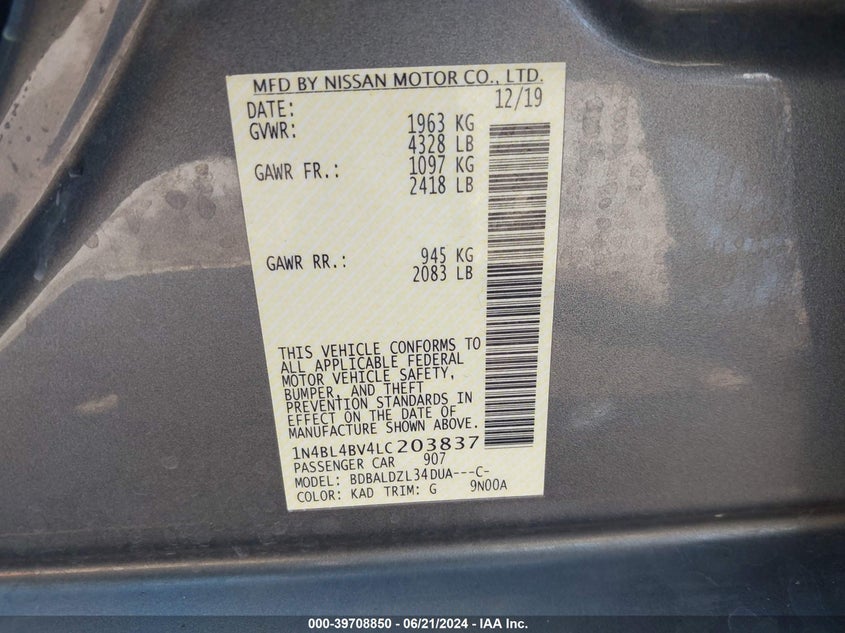 MFD BY NISSAN MOTOR CO., LTD.
DATE: 12/19
GVWR: 1963 KG
4328 LB
GAWR FR.: 1097 KG
2418 LB
GAWR RR.: 945 KG
2083 LB
THIS VEHICLE CONFORMS TO
ALL APPLICABLE FEDERAL
MOTOR VEHICLE SAFETY,
BUMPER, AND THEFT
PREVENTION STANDARDS IN
EFFECT ON THE DATE OF
MANUFACTURE SHOWN ABOVE.
1N4BL4BV4LC203837
PASSENGER CAR 907
MODEL: BDBALDZL34DUA---C-
COLOR: KAD TRIM: G 9N00A
000-39708850 - 06/21/2024 - IAA Inc.